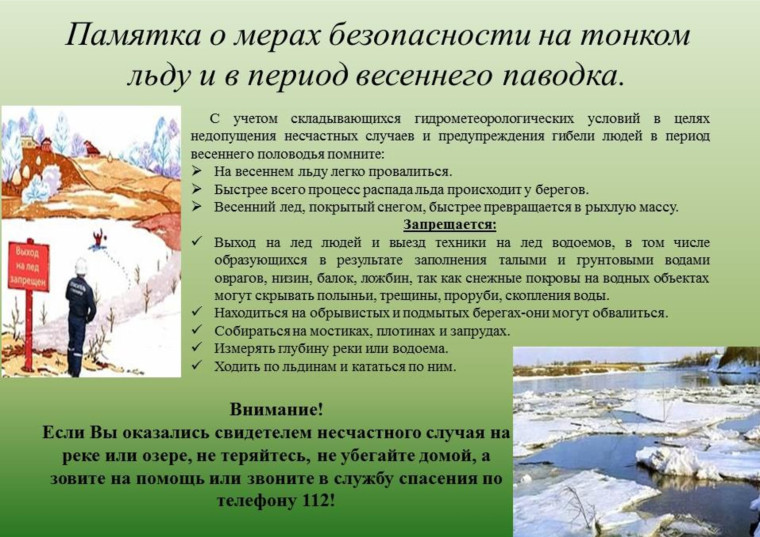 Памятка о мерах безопасности на тонком
льду и в период весеннего паводка.
С учетом складывающихся гидрометеорологических условий в целях
недопущения несчастных случаев и предупреждения гибели людей в период
весеннего половодья помните:
➢ На весеннем льду легко провалиться.
➢ Быстрее всего процесс распада льда происходит у берегов.
➢ Весенний лед, покрытый снегом, быстрее превращается в рыхлую массу.
Запрещается:
✓ Выход на лед людей и выезд техники на лед водоемов, в том числе
образующихся в результате заполнения талыми и грунтовыми водами
оврагов, низин, балок, ложбин, так как снежные покровы на водных объектах
могут скрывать полыньи, трещины, проруби, скопления воды.
✓ Находиться на обрывистых и подмытых берегах-они могут обвалиться.
✓ Собираться на мостиках, плотинах и запрудах.
✓ Измерять глубину реки или водоема.
✓ Ходить по льдинам и кататься по ним.
Выход
на лед
запрещен
Внимание!
Если Вы оказались свидетелем несчастного случая на
реке или озере, не теряйтесь, не убегайте домой, а
зовите на помощь или звоните в службу спасения по
телефону 112!